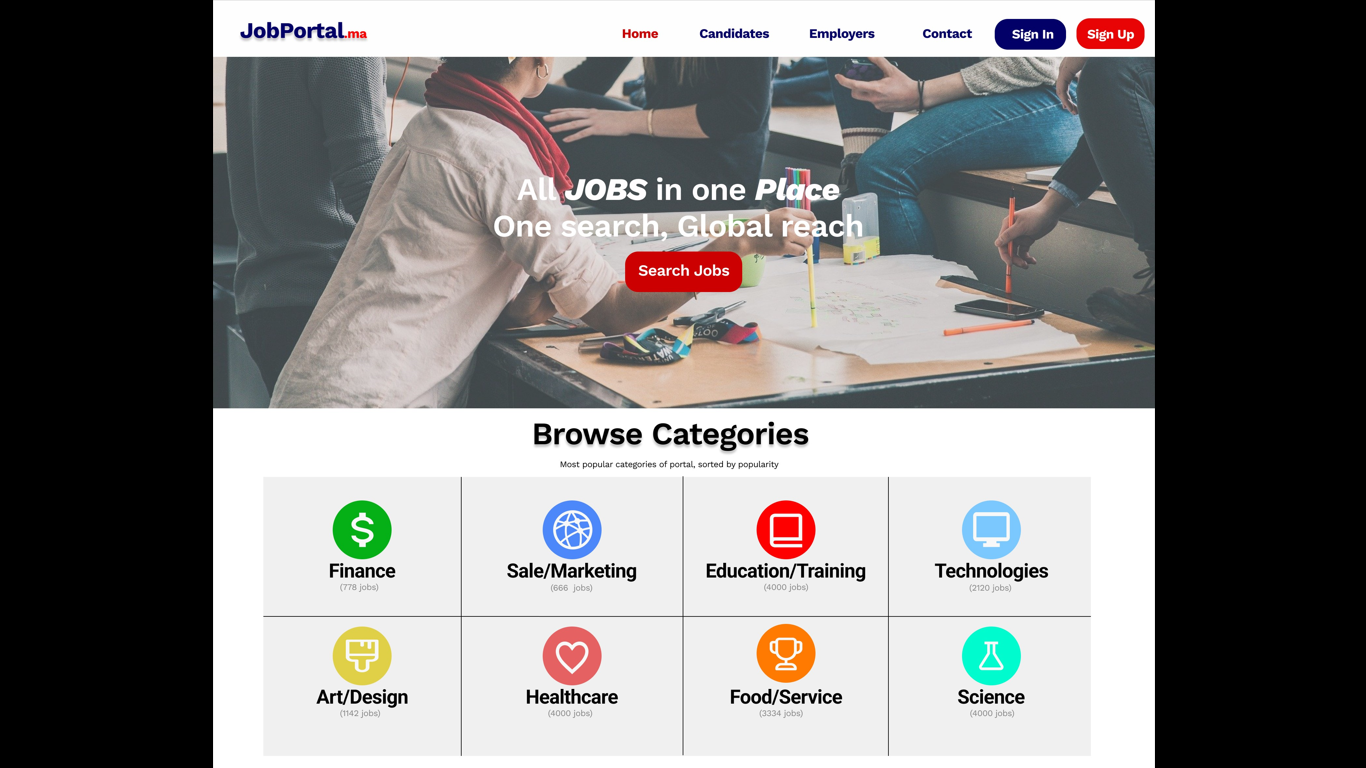 JobPortal.ma
Home
Candidates
Employers
Contact
Sign In
Sign Up
All JOBS in one Place
One search, Global reach
Search Jobs
Browse Categories
Most popular categories of portal, sorted by popularity
Finance
(778 jobs)
Sale/Marketing
(666 jobs)
Education/Training
(4000 jobs)
Technologies
(2120 jobs)
Art/Design
(1142 jobs)
Healthcare
(4000 jobs)
Food/Service
(3334 jobs)
Science
(4000 jobs)